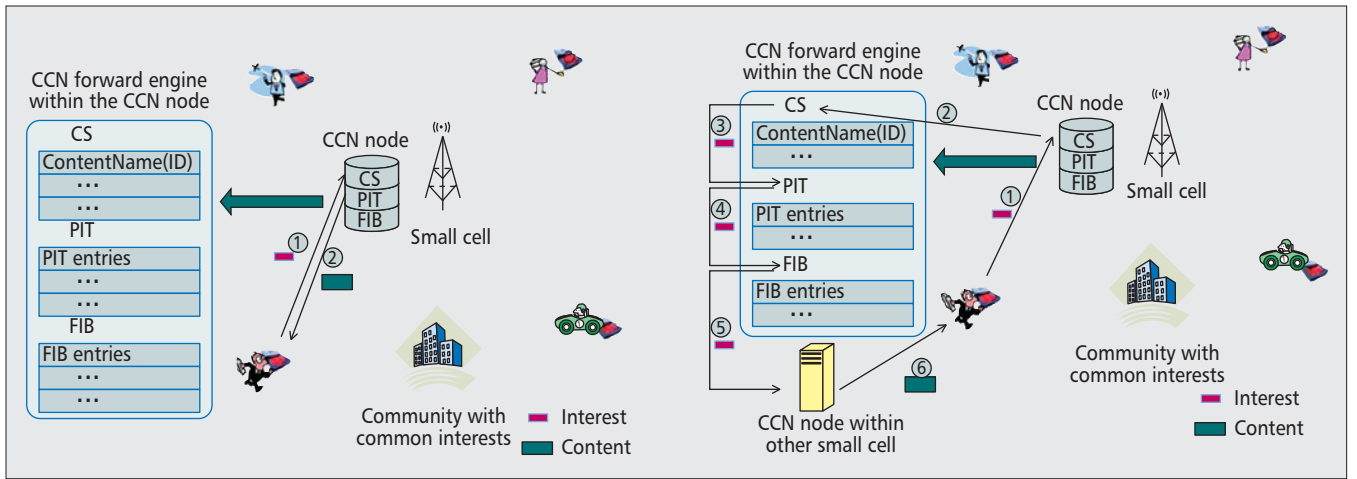 CCN forward engine
within the CCN node
CS
ContentName(ID)
...
...
PIT
PIT entries
...
...
FIB
FIB entries
...
...
CCN node
CS
PIT
FIB
Small cell
1
2
Community with
common interests
Interest
Content
CCN forward engine
within the CCN node
CS
ContentName(ID)
...
PIT
PIT entries
...
FIB
FIB entries
...
3
4
5
2
1
6
CCN node
CS
PIT
FIB
Small cell
CCN node within
other small cell
Community with
common interests
Interest
Content